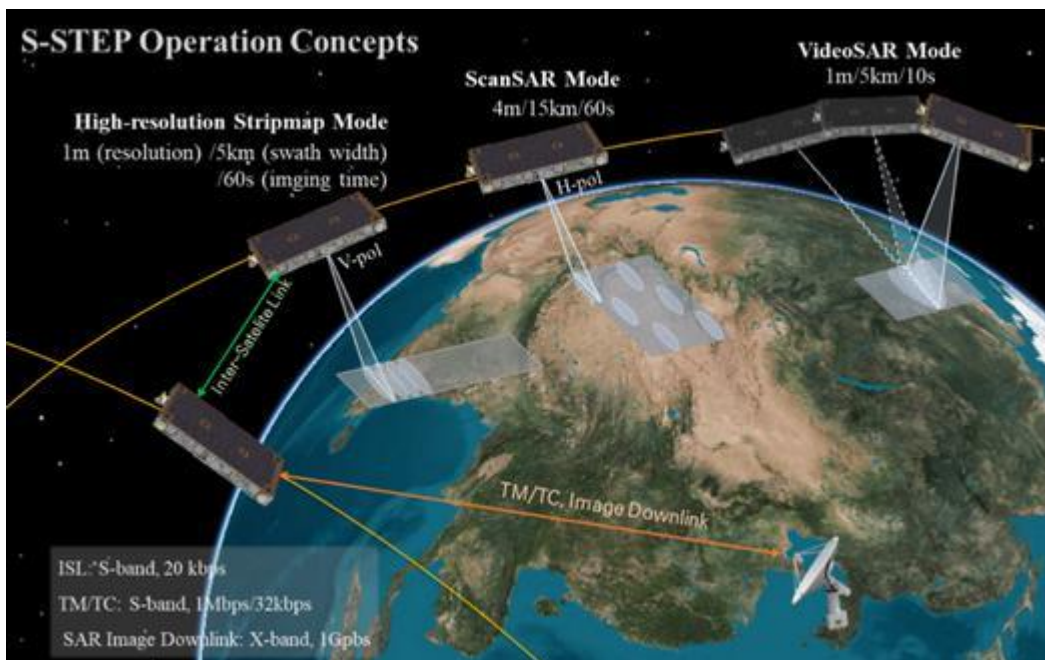 S-STEP Operation Concepts
VideoSAR Mode
1m/5km/10s
ScanSAR Mode
4m/15km/60s
High-resolution Stripmap Mode
1m (resolution) /5km (swath width)
/60s (imging time)
H-pol
V-pol
Inter-Satelite Link
TM/TC, Image Downlink
ISL: S-band, 20 kbps
TM/TC: S-band, 1Mbps/32kbps
SAR Image Downlink: X-band, 1Gpbs